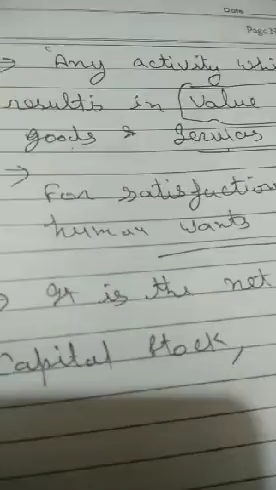 Date
Page N
⇒ "Any activity whi
results in (Value
goods & Services
⇒
For satisfaction
human wants
⇒ It is the net
Capital Stock,